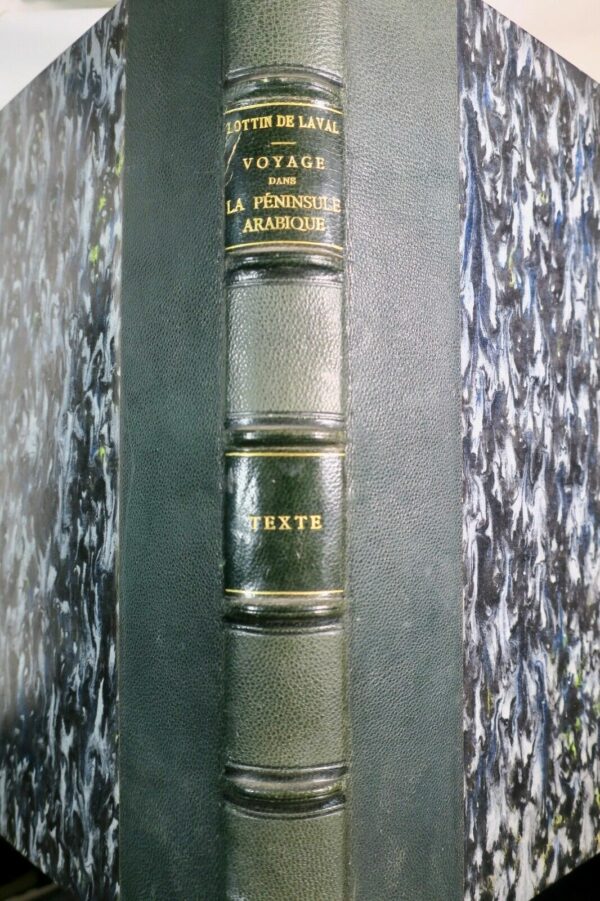 LOTTIN DE LAVAL
VOYAGE
DANS
LA PÉNINSULE
ARABIQUE
TEXTE